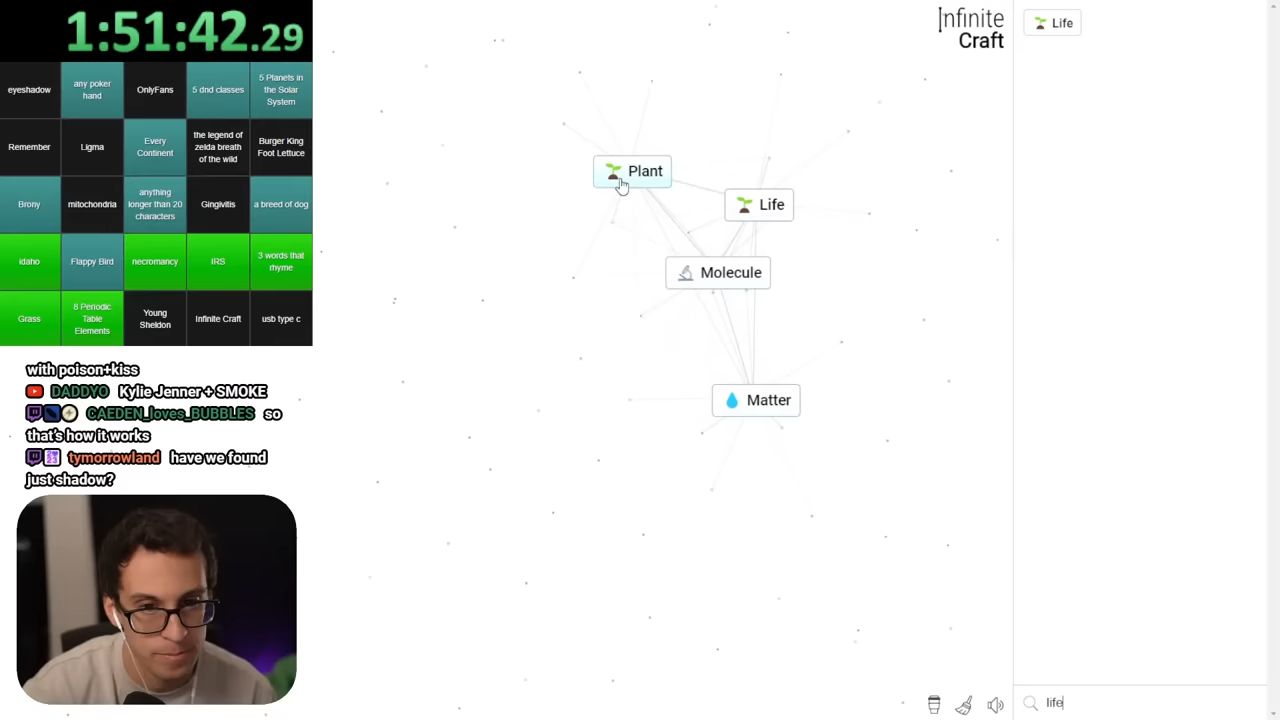 1:51:42.29
eyeshadow
any poker
hand
OnlyFans
5 dnd classes
5 Planets in
the Solar
System
Remember
Ligma
Every
Continent
the legend of
zelda breath
of the wild
Burger King
Foot Lettuce
Brony
mitochondria
anything
longer than 20
characters
Gingivitis
a breed of dog
idaho
Flappy Bird
necromancy
IRS
3 words that
rhyme
Grass
8 Periodic
Table
Elements
Young
Sheldon
Infinite Craft
usb type c
with poison+kiss
DADDYO Kylie Jenner + SMOKE
CAEDEN_loves_BUBBLES so
that's how it works
tymorrowland have we found
just shadow?
Plant
Life
Molecule
Matter
Infinite
Craft
Life
life